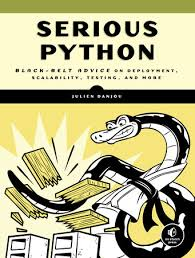 SERIOUS
PYTHON
BLACK-BELT ADVICE ON DEPLOYMENT,
SCALABILITY, TESTING, AND MORE
JULIEN DANJOU